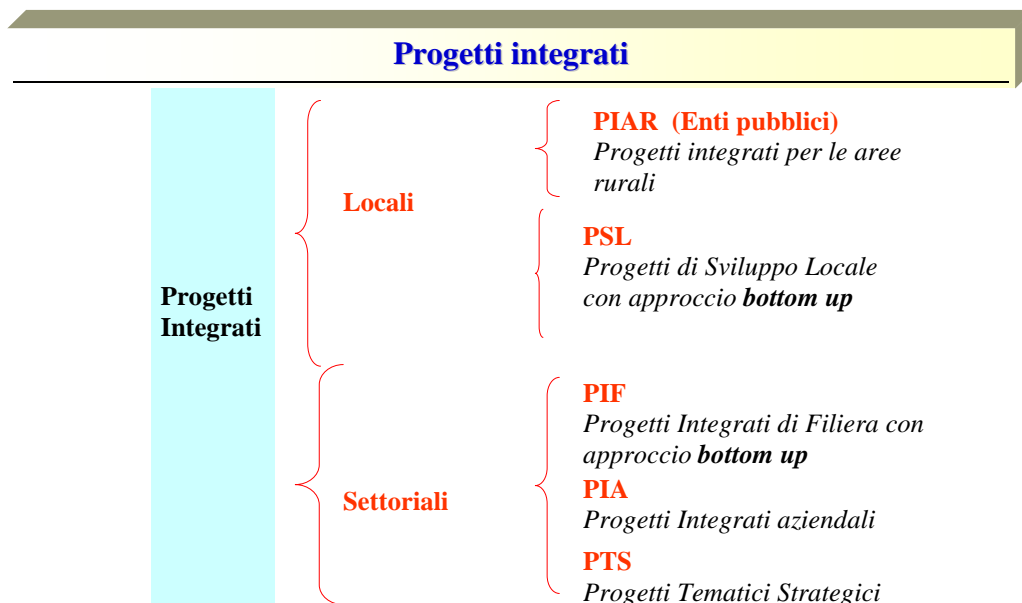 Progetti integrati
Progetti
Integrati
Locali
PIAR (Enti pubblici)
Progetti integrati per le aree
rurali
PSL
Progetti di Sviluppo Locale
con approccio bottom up
Settoriali
PIF
Progetti Integrati di Filiera con
approccio bottom up
PIA
Progetti Integrati aziendali
PTS
Progetti Tematici Strategici